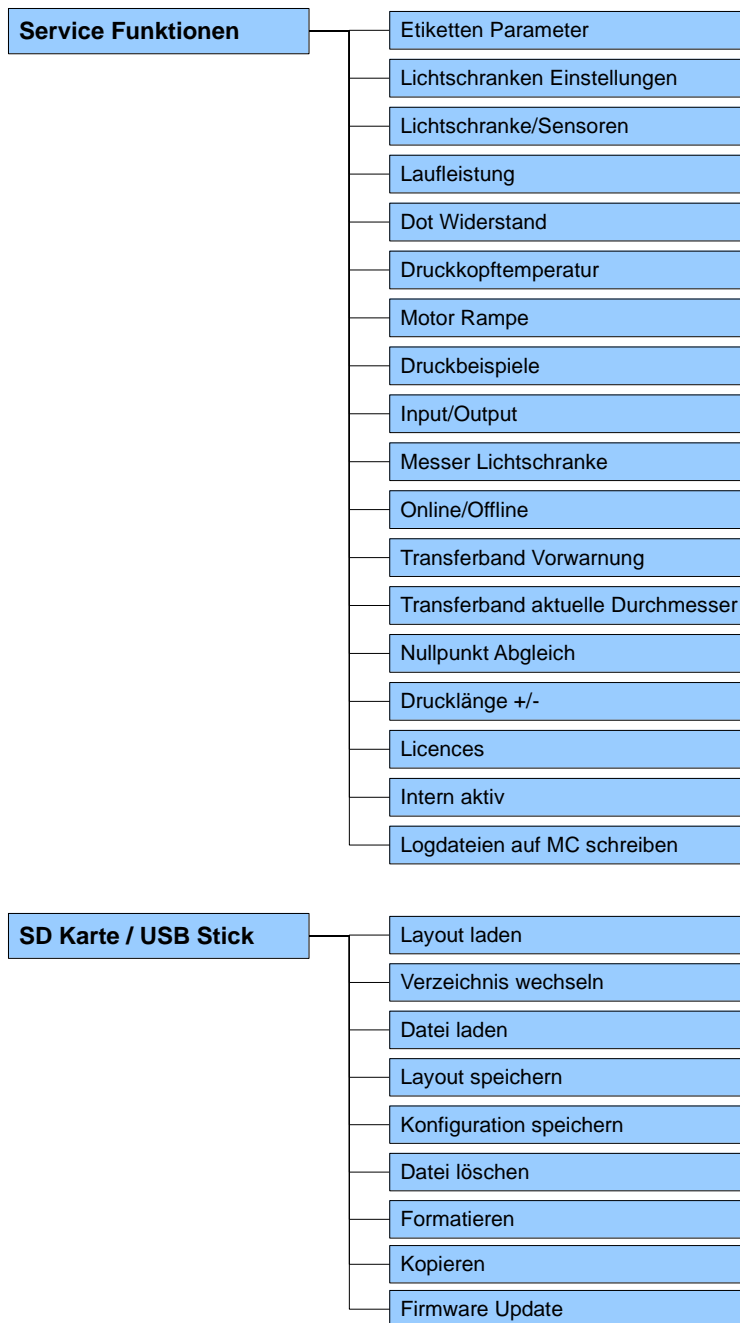 Service Funktionen
Etiketten Parameter
Lichtschranken Einstellungen
Lichtschranke/Sensoren
Laufleistung
Dot Widerstand
Druckkopftemperatur
Motor Rampe
Druckbeispiele
Input/Output
Messer Lichtschranke
Online/Offline
Transferband Vorwarnung
Transferband aktuelle Durchmesser
Nullpunkt Abgleich
Drucklänge +/-
Licences
Intern aktiv
Logdateien auf MC schreiben
SD Karte / USB Stick
Layout laden
Verzeichnis wechseln
Datei laden
Layout speichern
Konfiguration speichern
Datei löschen
Formatieren
Kopieren
Firmware Update